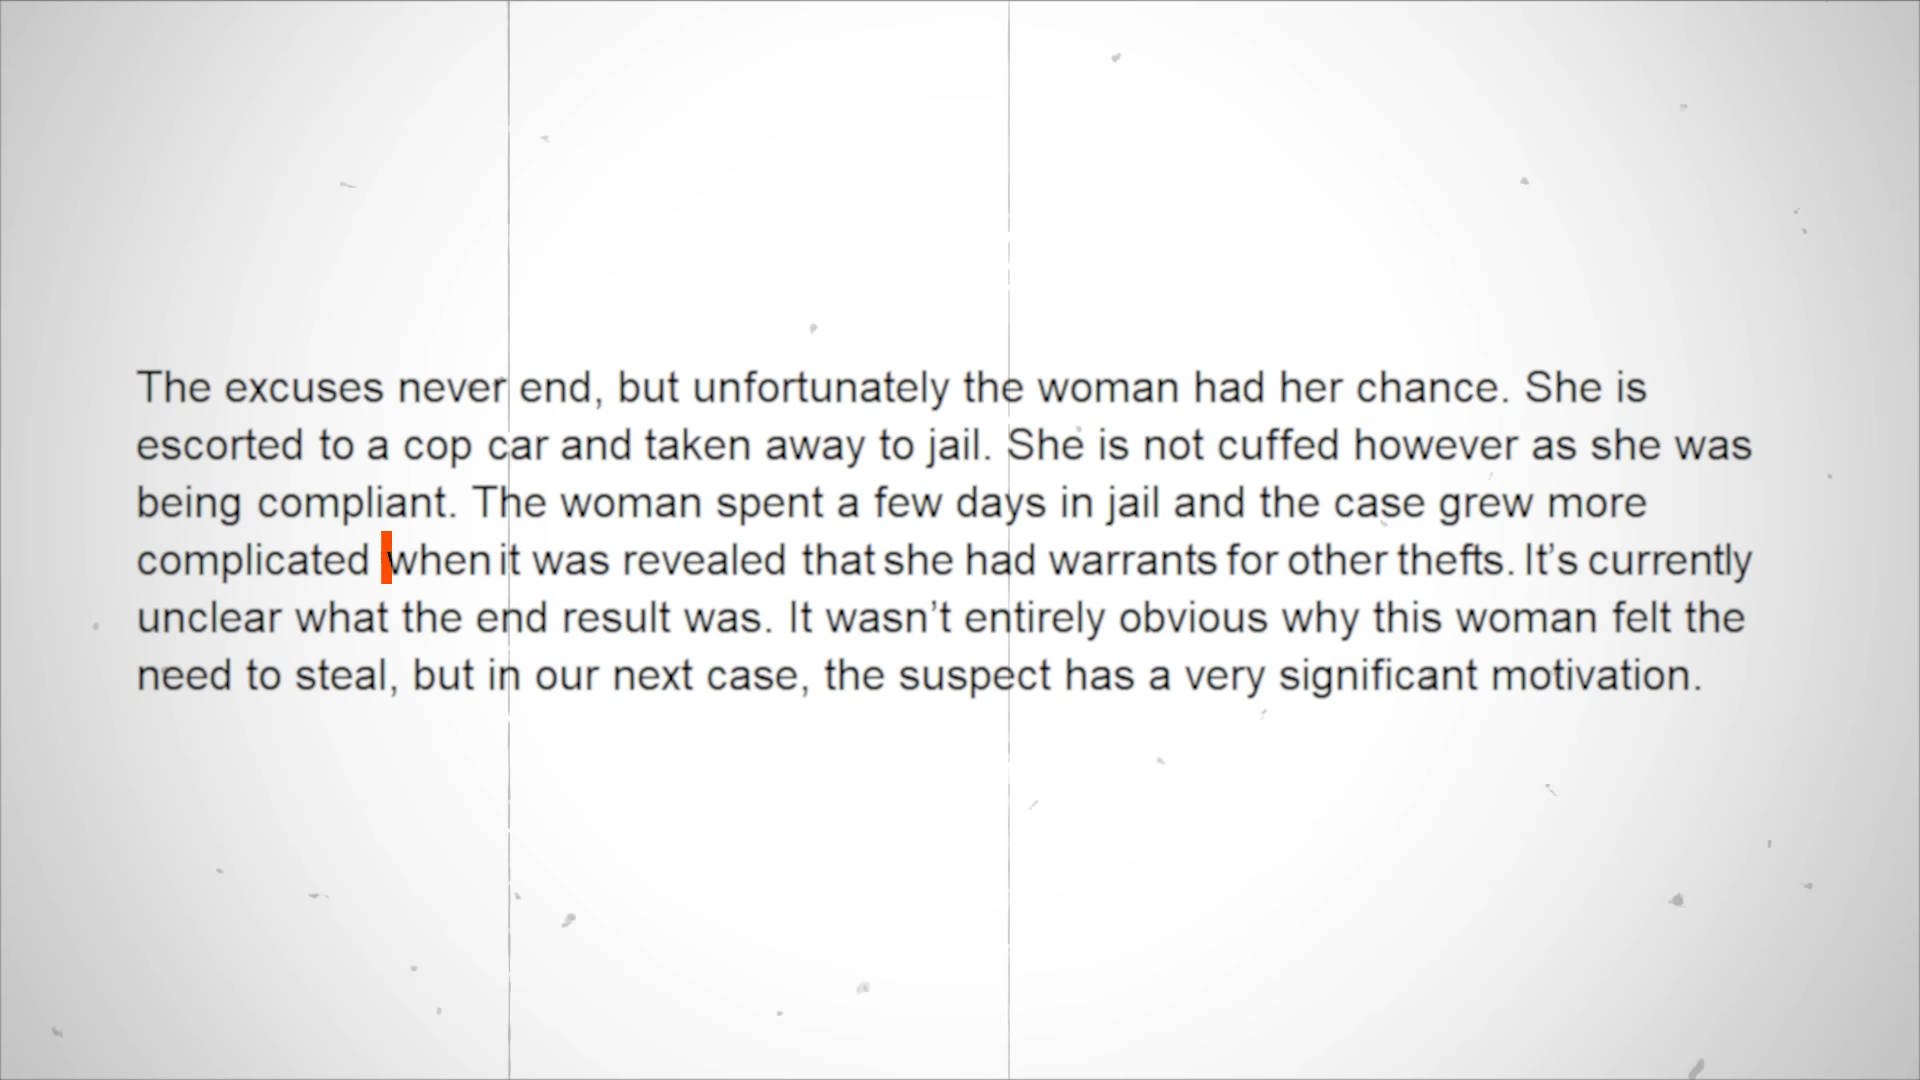 The excuses never end, but unfortunately the woman had her chance. She is
escorted to a cop car and taken away to jail. She is not cuffed however as she was
being compliant. The woman spent a few days in jail and the case grew more
complicated when it was revealed that she had warrants for other thefts. It’s currently
unclear what the end result was. It wasn’t entirely obvious why this woman felt the
need to steal, but in our next case, the suspect has a very significant motivation.